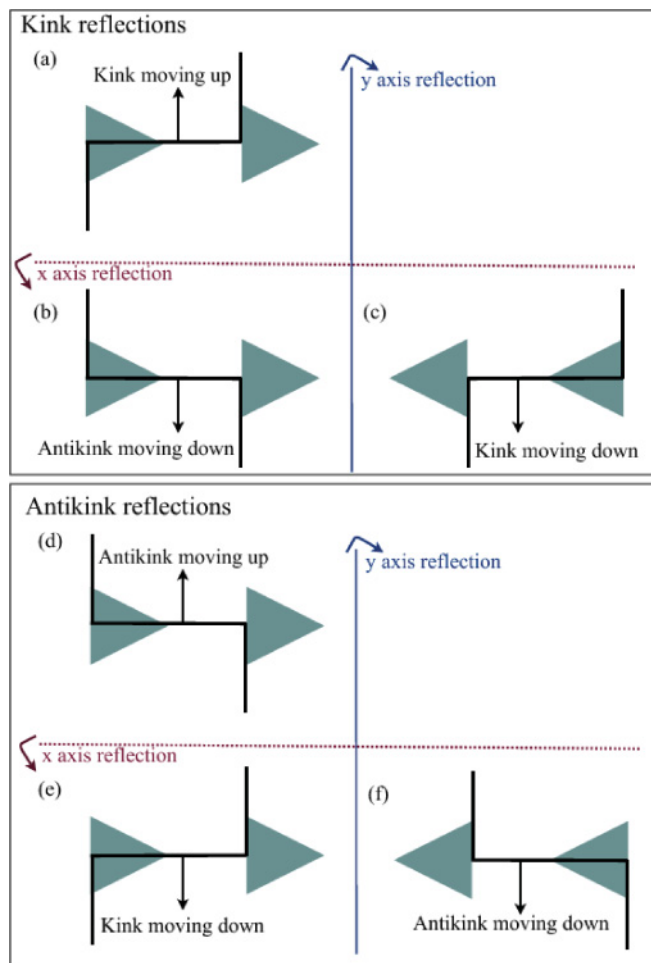 Kink reflections
(a)
Kink moving up
y axis reflection
x axis reflection
(b)
(c)
Antikink moving down
Kink moving down
Antikink reflections
(d)
Antikink moving up
y axis reflection
x axis reflection
(e)
(f)
Kink moving down
Antikink moving down